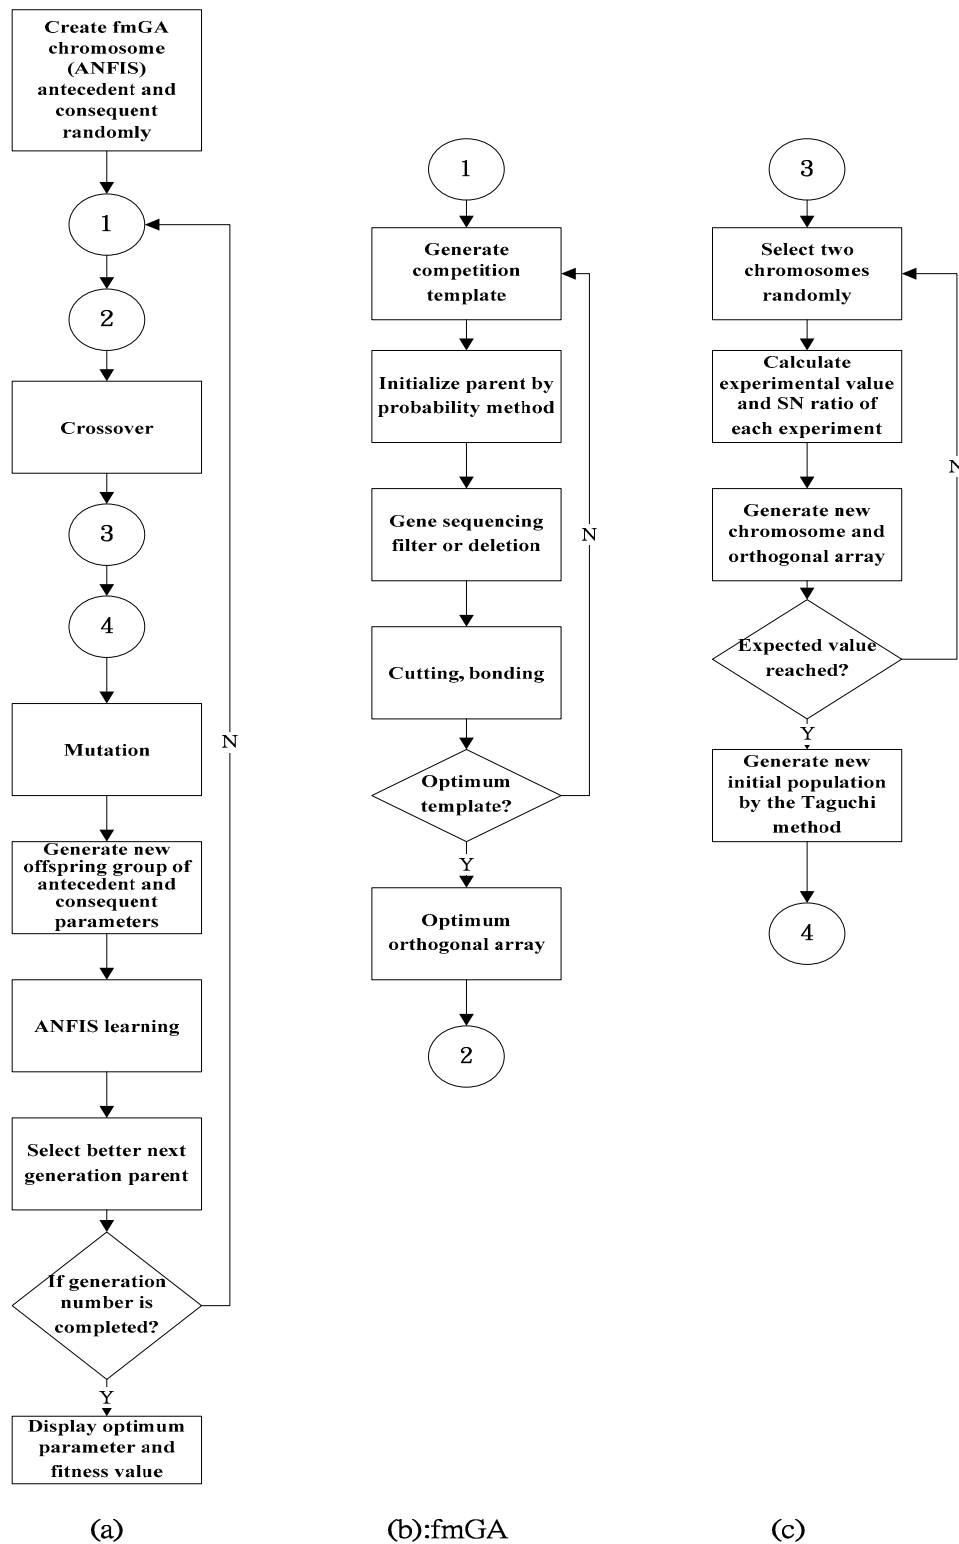 Create fmGA
chromosome
(ANFIS)
antecedent and
consequent
randomly
1
2
Crossover
3
4
Mutation
N
Generate new
offspring group of
antecedent and
consequent
parameters
ANFIS learning
Select better next
generation parent
If generation
number is
completed?
Y
Display optimum
parameter and
fitness value
(a)
1
Generate
competition
template
Initialize parent by
probability method
Gene sequencing
filter or deletion
N
Cutting, bonding
Optimum
template?
Y
Optimum
orthogonal array
2
(b):fmGA
3
Select two
chromosomes
randomly
Calculate
experimental value
and SN ratio of
each experiment
N
Generate new
chromosome and
orthogonal array
Expected value
reached?
Y
Generate new
initial population
by the Taguchi
method
4
(c)